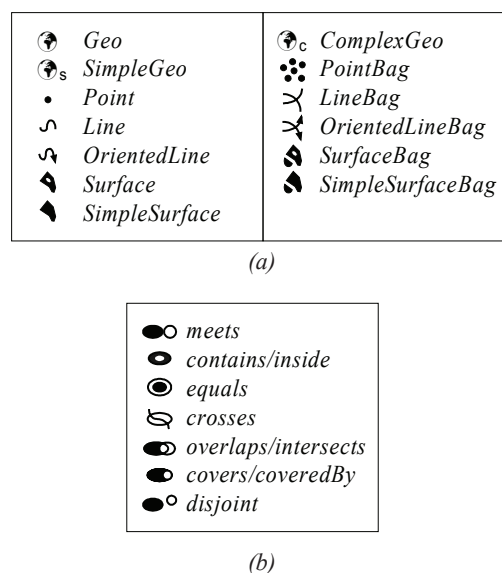 Geo
s SimpleGeo
Point
Line
OrientedLine
Surface
SimpleSurface
c ComplexGeo
PointBag
LineBag
OrientedLineBag
SurfaceBag
SimpleSurfaceBag
(a)
meets
contains/inside
equals
crosses
overlaps/intersects
covers/coveredBy
disjoint
(b)